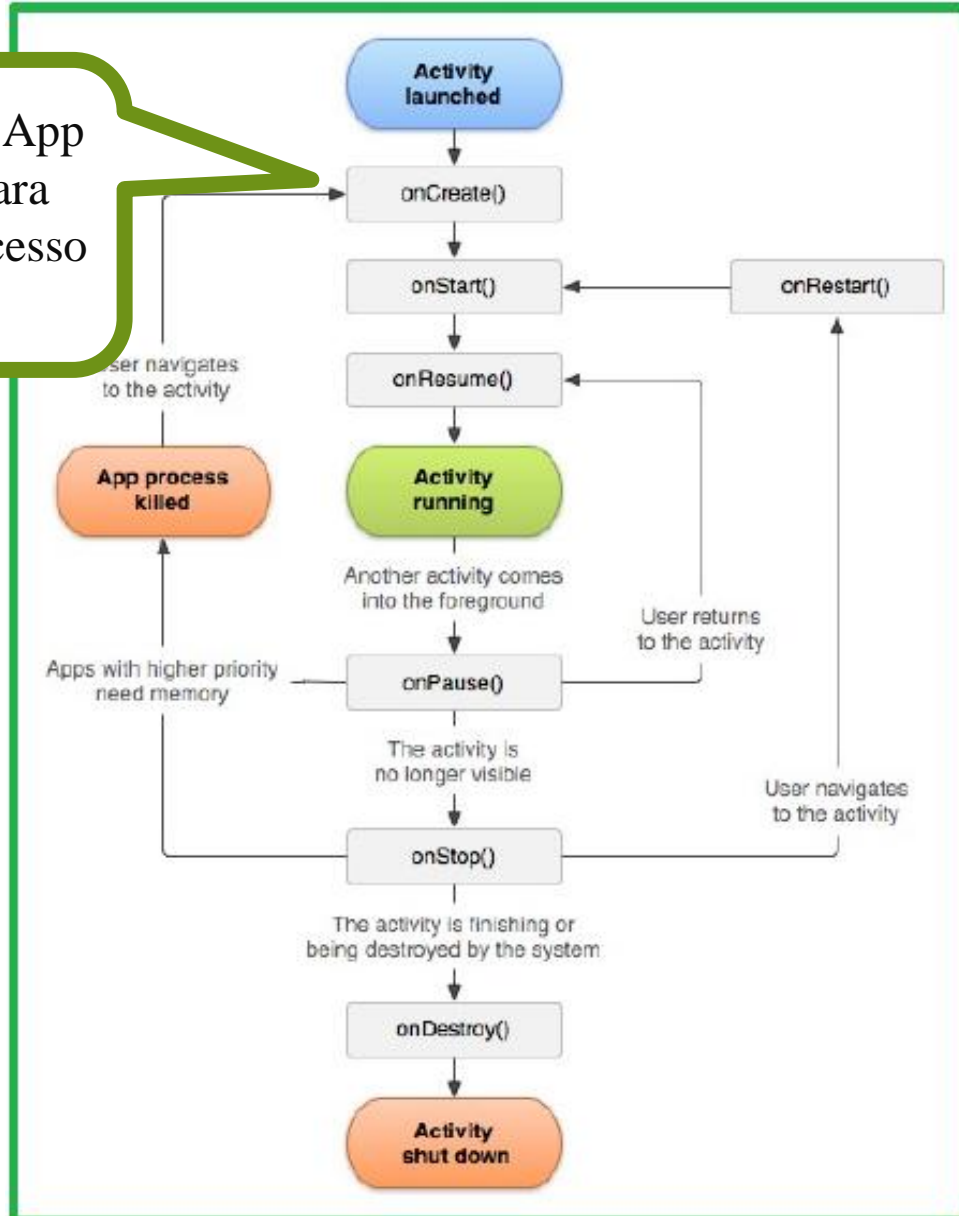 Activity
launched
App
ara
cesso
onCreate()
onStart()
onRestart()
ser navigates
to the activity
onResume()
App process
killed
Activity
running
Another activity comes
into the foreground
User returns
to the activity
Apps with higher priority
need memory
onPause()
The activity is
no longer visible
User navigates
to the activity
onStop()
The activity is finishing or
being destroyed by the system
onDestroy()
Activity
shut down